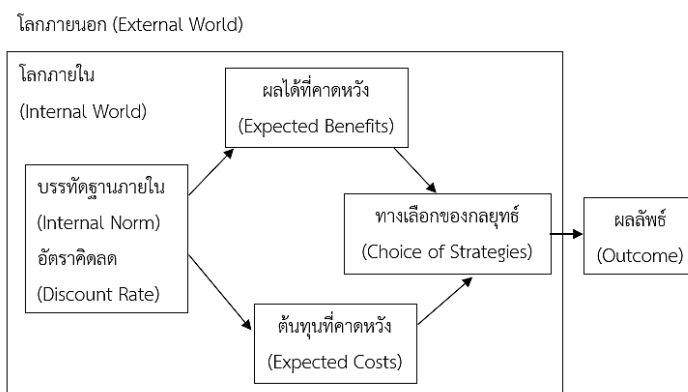 โลกภายนอก (External World)
โลกภายใน
(Internal World)
ผลได้ที่คาดหวัง
(Expected Benefits)
บรรทัดฐานภายใน
(Internal Norm)
อัตราคิดลด
(Discount Rate)
ทางเลือกของกลยุทธ์
(Choice of Strategies)
ผลลัพธ์
(Outcome)
ต้นทุนที่คาดหวัง
(Expected Costs)